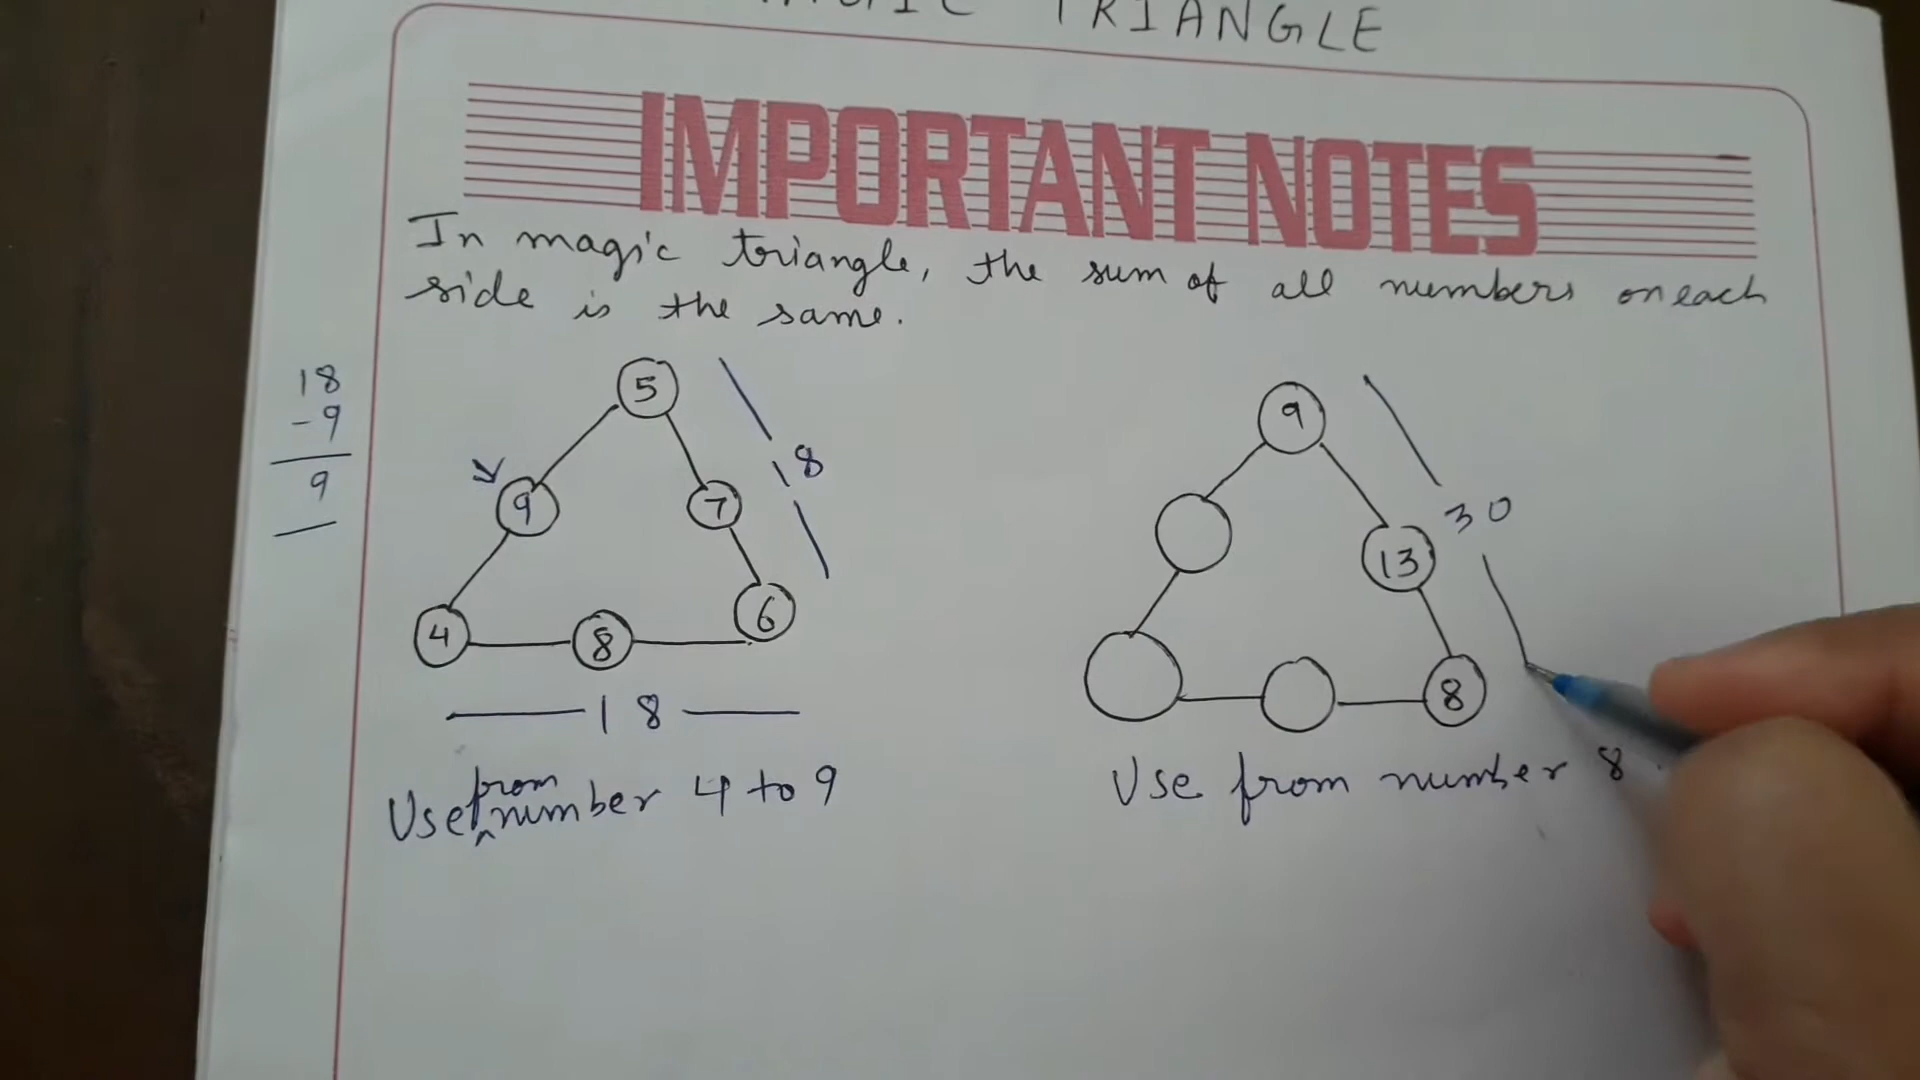 TRIANGLE
IMPORTANT NOTES
In magic triangle, the sum of all numbers on each
side is the same.
18
-9
9
5
9
7
18
4
8
6
18
Use from number 4 to 9
9
13
30
8
Use from number 8